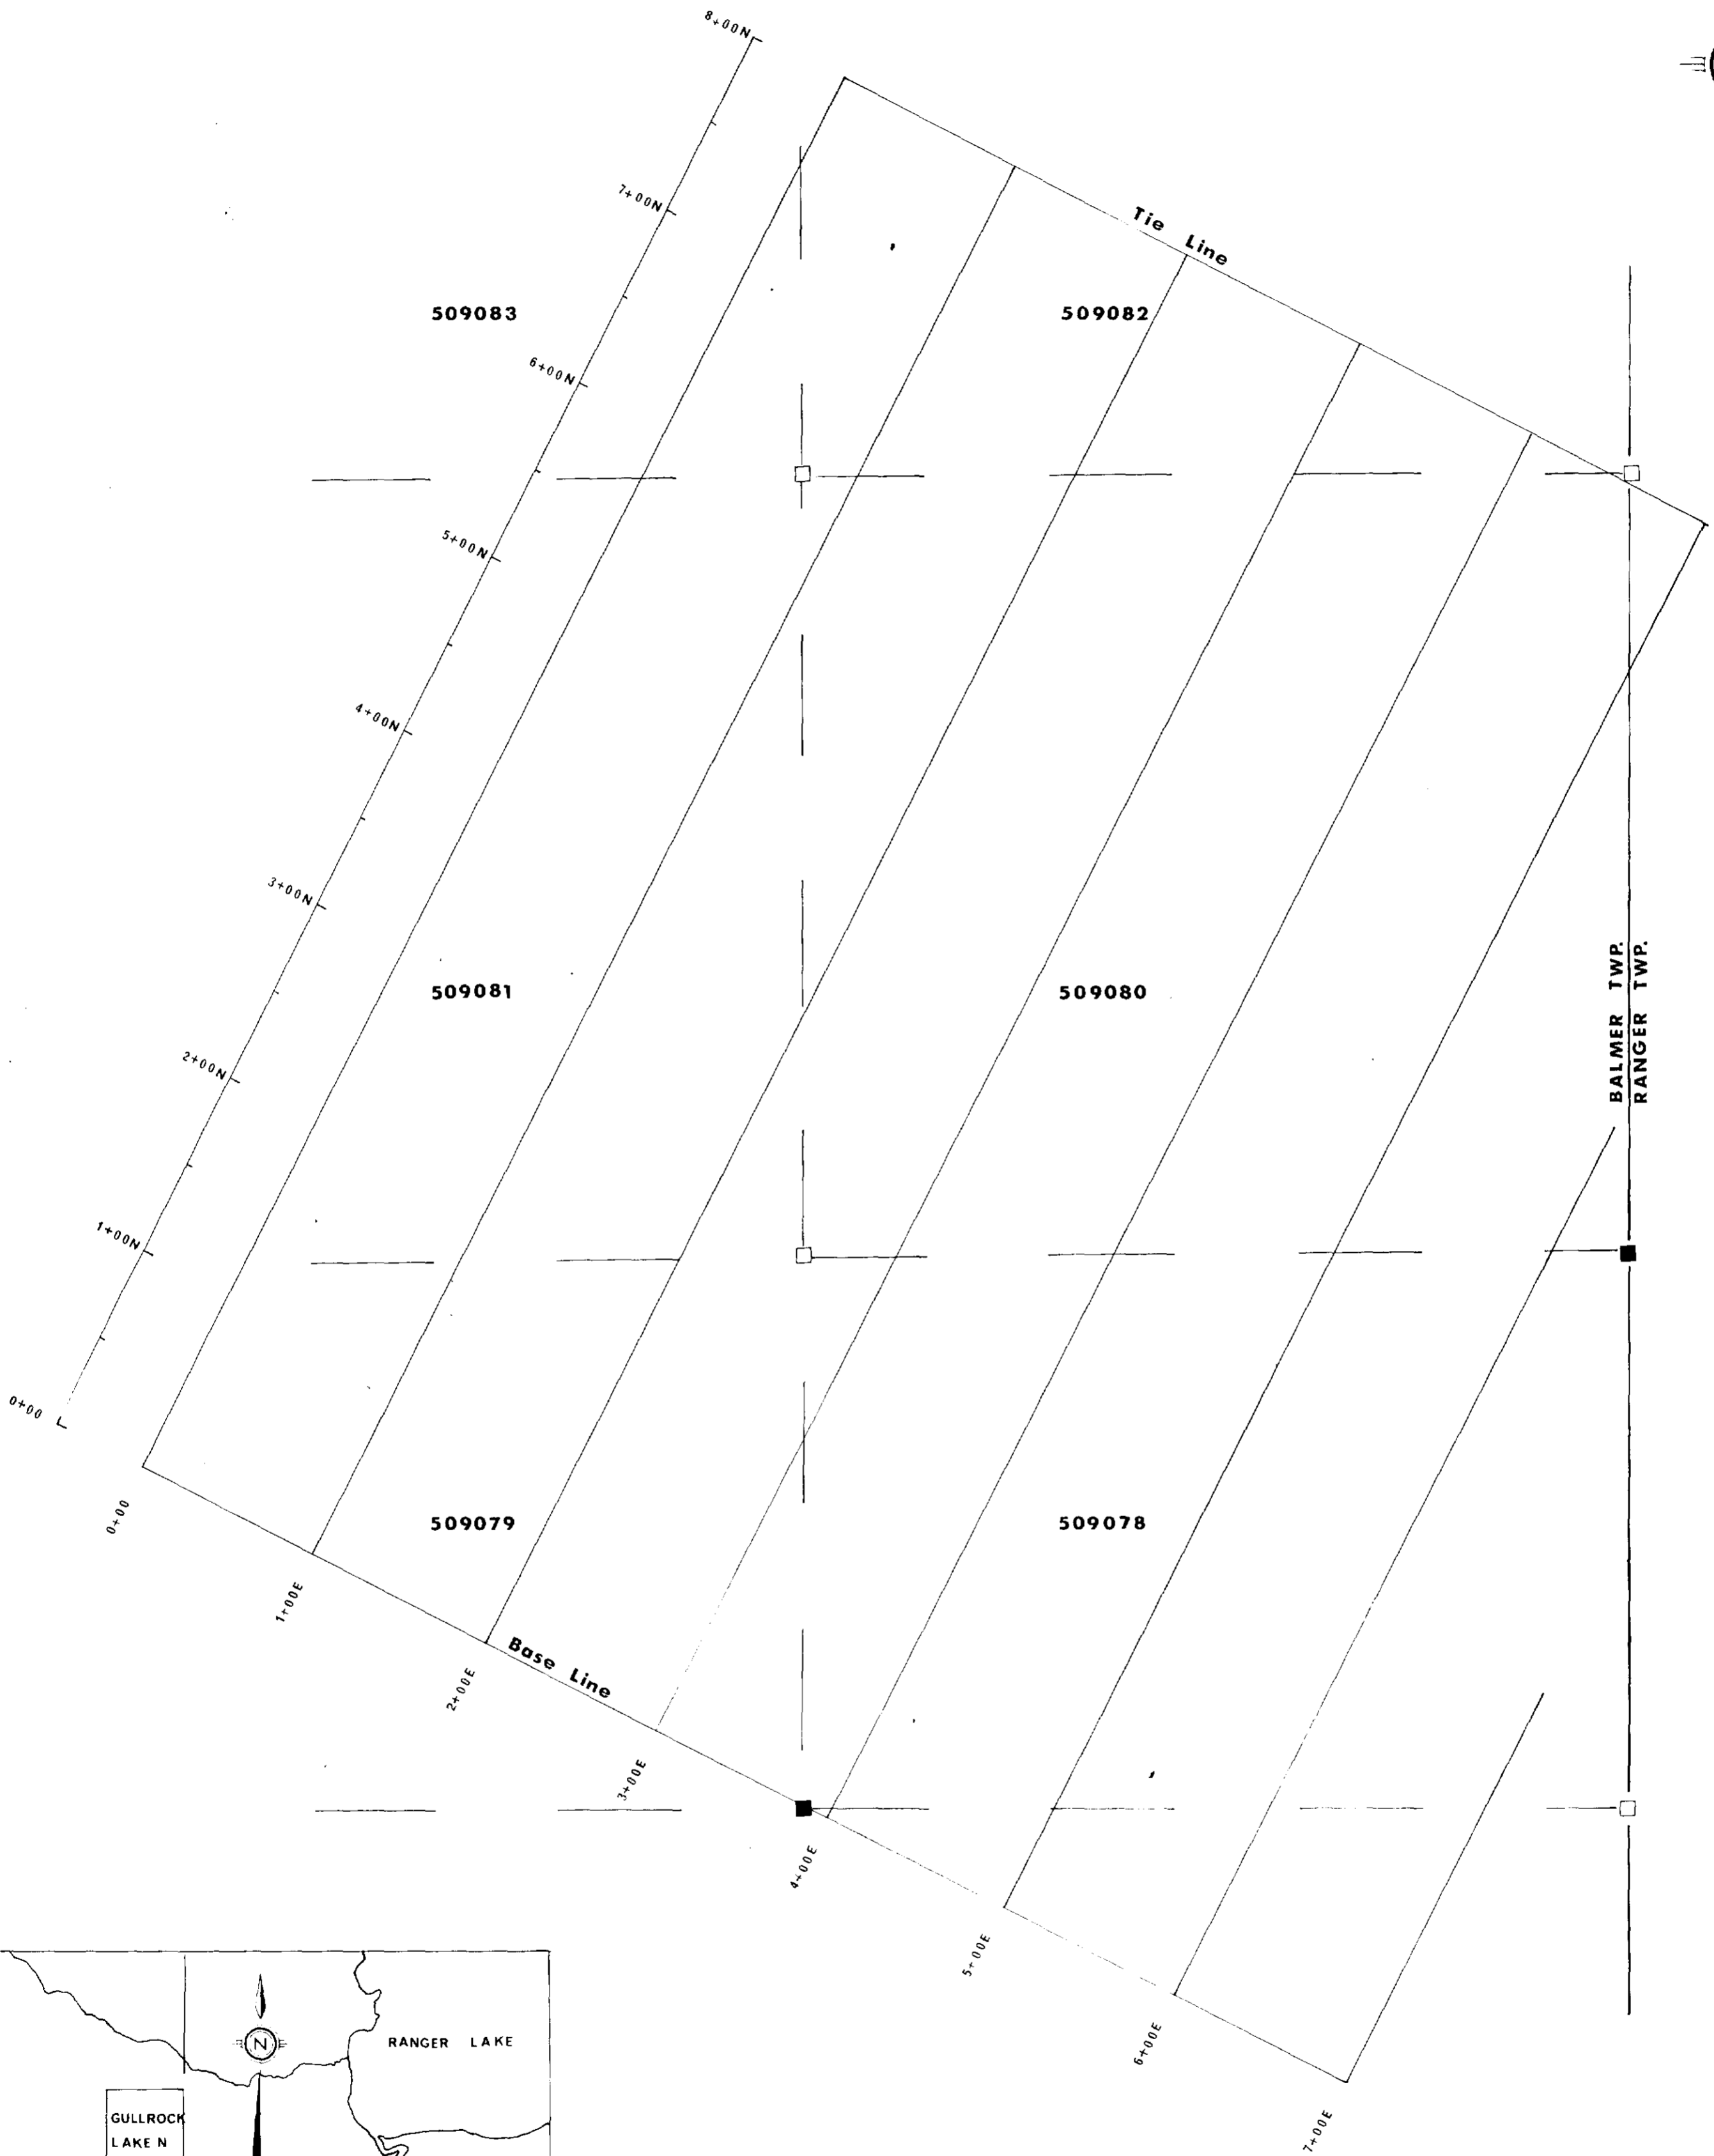 8+00N
7+00N
Tie Line
509083
509082
6+00N
5+00N
4+00N
3+00N
BALMER TWP.
RANGER TWP.
509081
509080
2+00N
1+00N
0+00
0+00
509079
509078
1+00E
2+00E
Base Line
3+00E
4+00E
5+00E
6+00E
7+00E
N
RANGER LAKE
GULLROCK
LAKE N